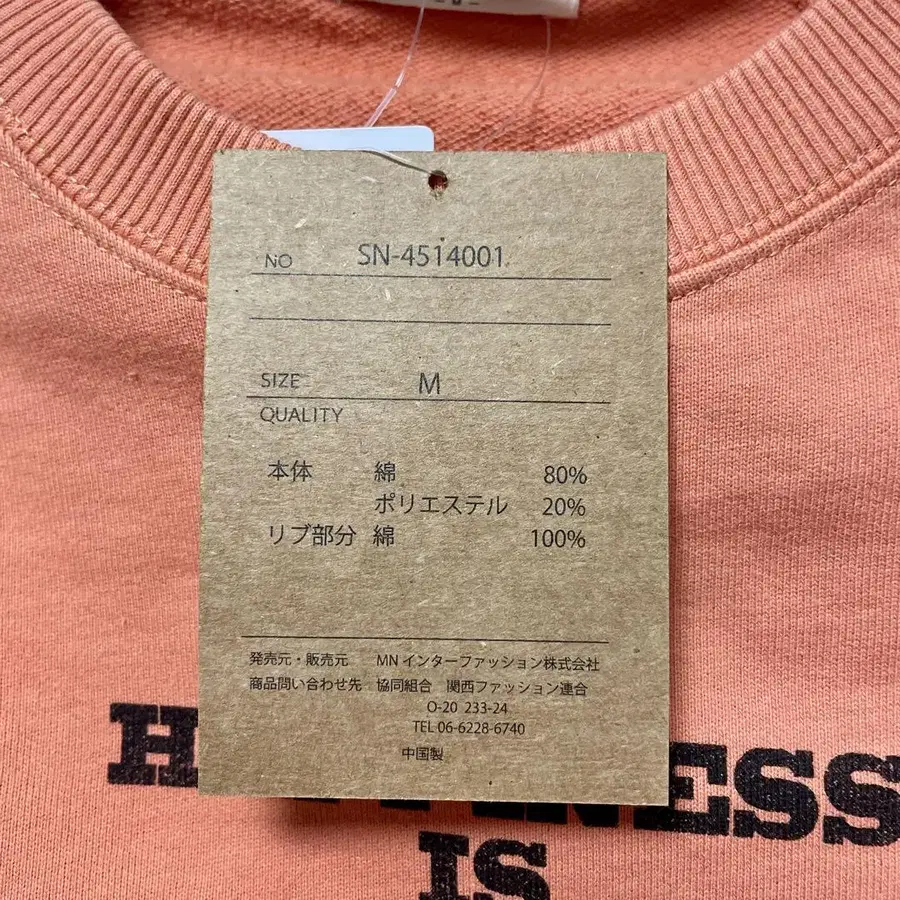 NO SN-4514001.
SIZE M
QUALITY
本体 綿 80%
ポリエステル 20%
リブ部分 綿 100%
発売元・販売元 MN インターファッション株式会社
商品問い合わせ先 協同組合 関西ファッション連合
O-20 233-24
TEL 06-6228-6740
中国製
NESS
IS